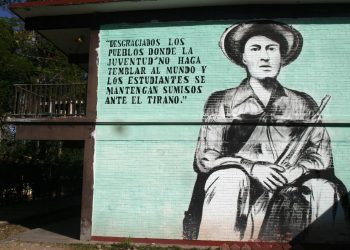 "DESGRACIADOS LOS
PUEBLOS DONDE LA
JUVENTUD NO HAGA
TEMBLAR AL MUNDO Y
LOS ESTUDIANTES SE
MANTENGAN SUMISOS
ANTE EL TIRANO."